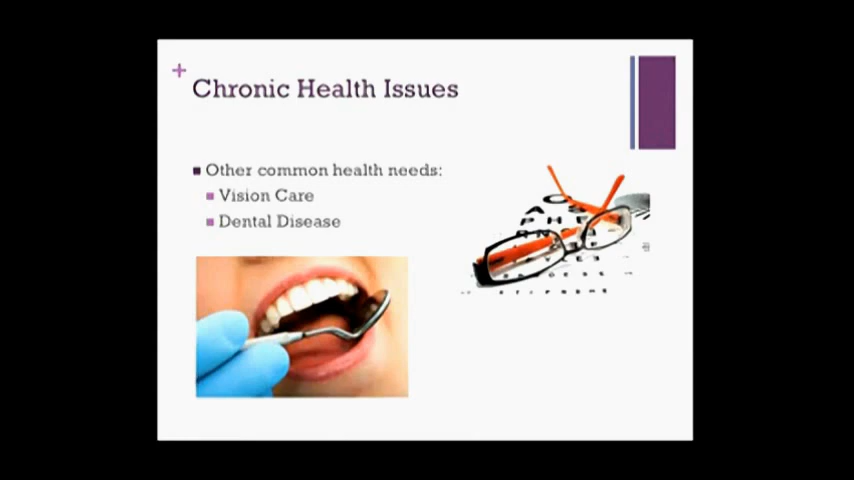 Chronic Health Issues
Other common health needs:
Vision Care
Dental Disease